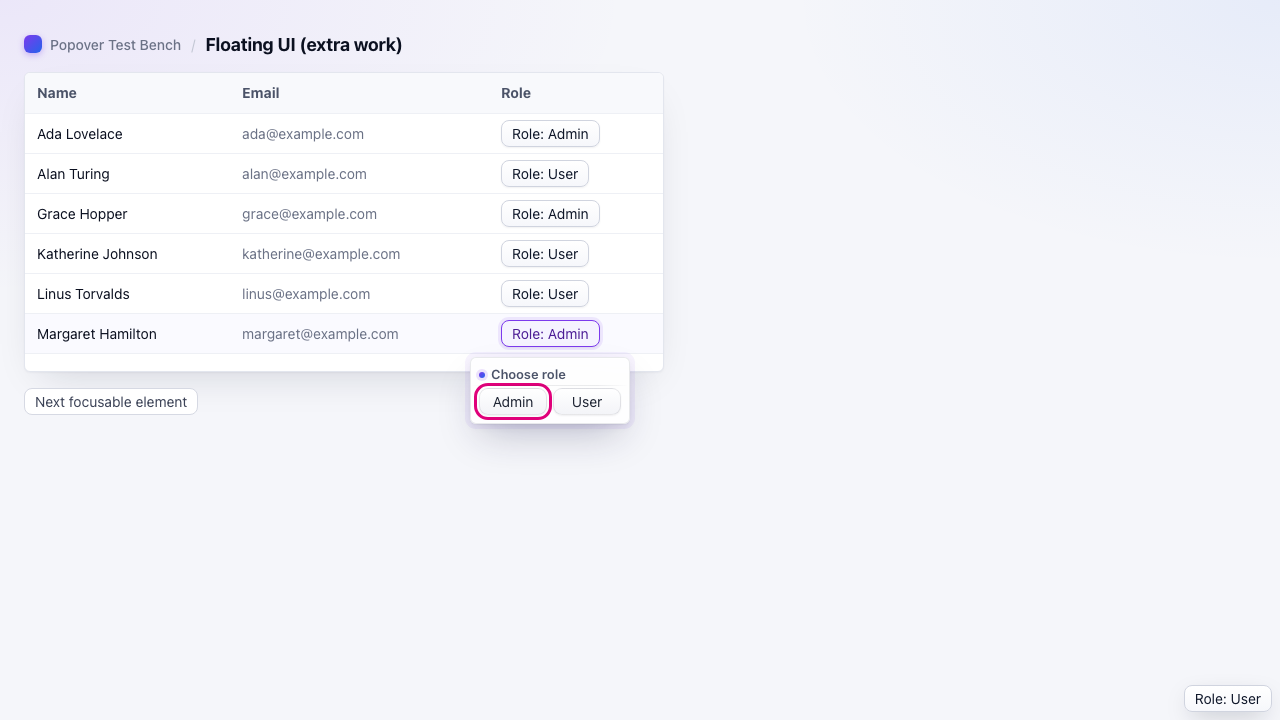 Popover Test Bench / Floating UI (extra work)
Name Email Role
Ada Lovelace ada@example.com Role: Admin
Alan Turing alan@example.com Role: User
Grace Hopper grace@example.com Role: Admin
Katherine Johnson katherine@example.com Role: User
Linus Torvalds linus@example.com Role: User
Margaret Hamilton margaret@example.com Role: Admin
Choose role
Admin User
Next focusable element
Role: User